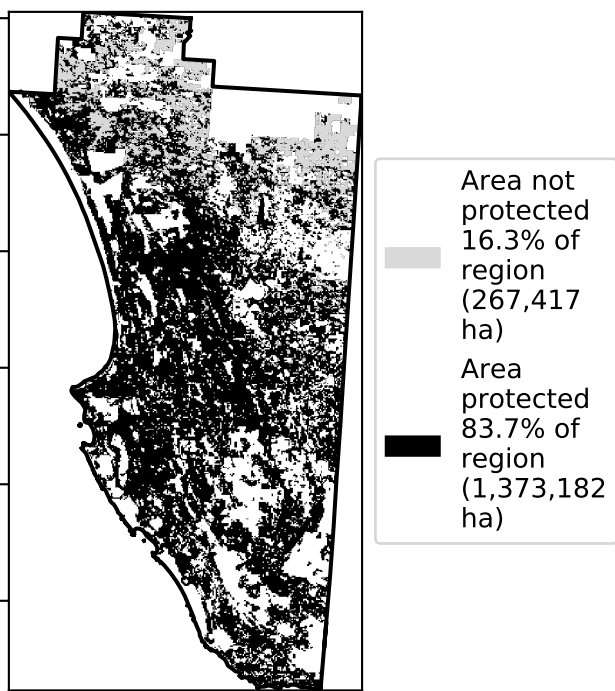 Area not
protected
16.3% of
region
(267,417
ha)
Area
protected
83.7% of
region
(1,373,182
ha)